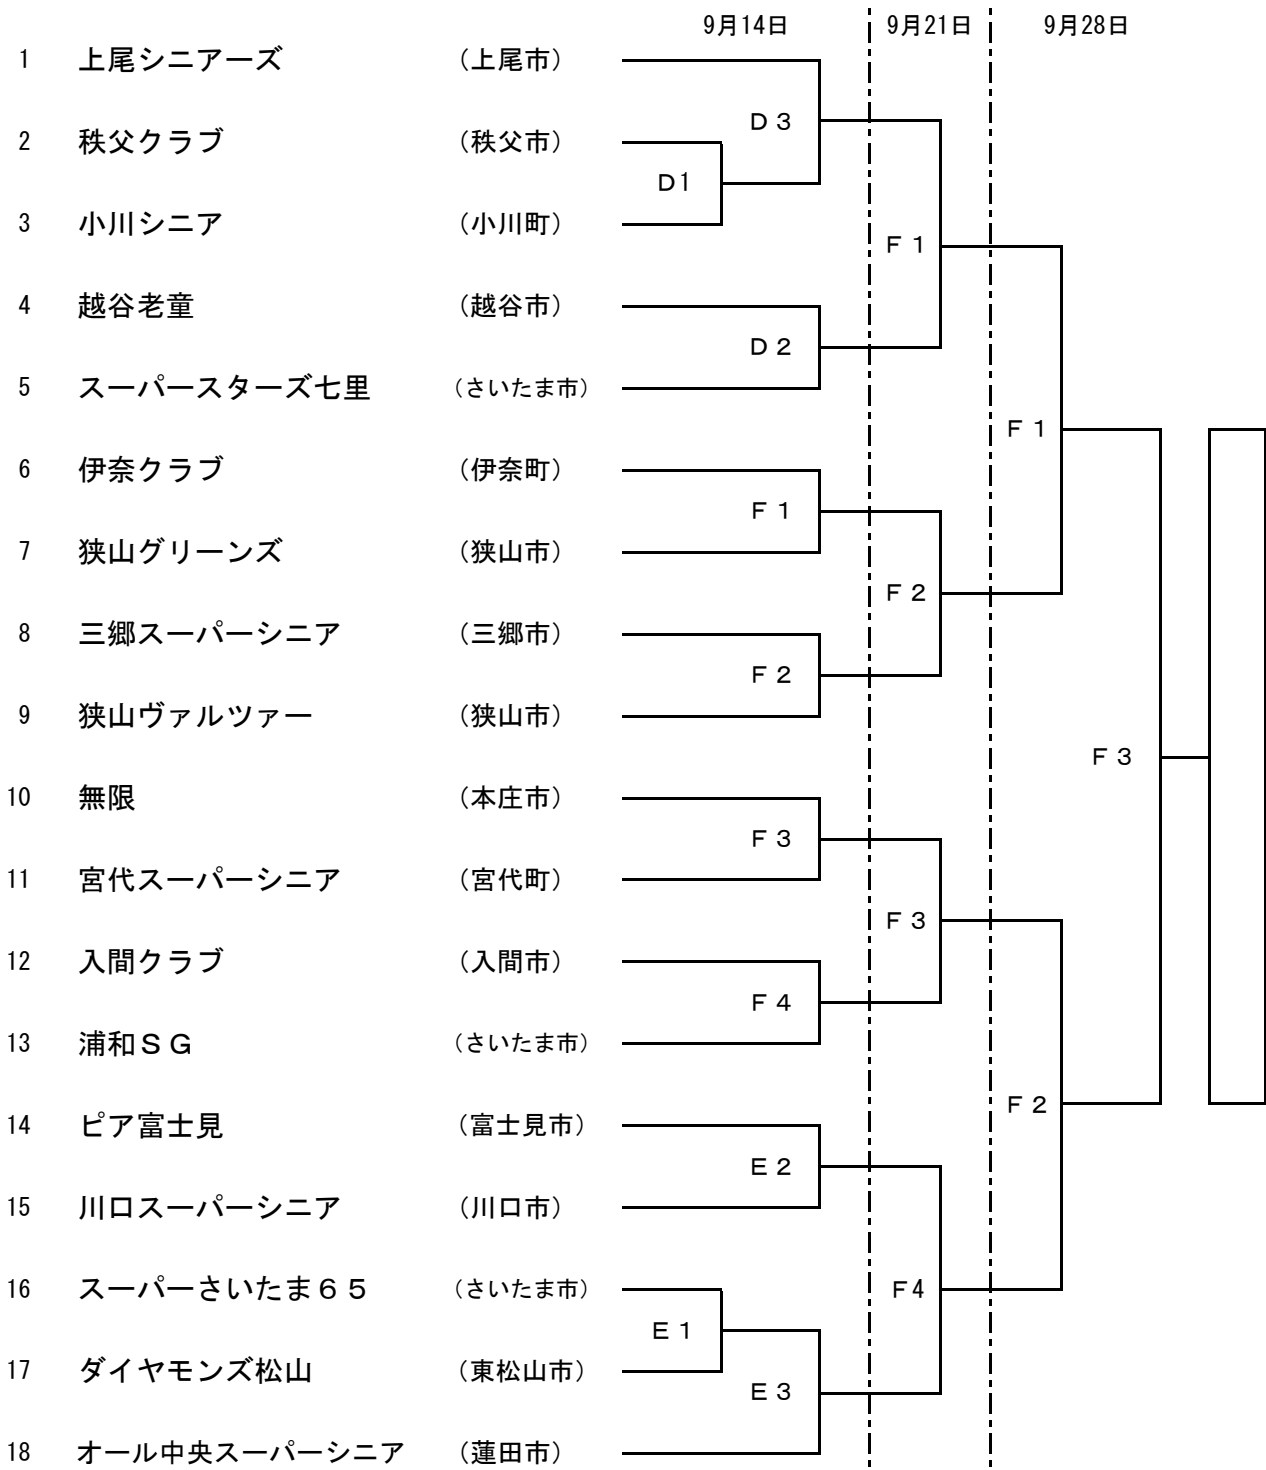 9月14日 9月21日 9月28日
1 上尾シニアーズ （上尾市）
D 3
2 秩父クラブ （秩父市）
D1
3 小川シニア （小川町）
F 1
4 越谷老童 （越谷市）
D 2
5 スーパースターズ七里 （さいたま市）
F 1
6 伊奈クラブ （伊奈町）
F 1
7 狭山グリーンズ （狭山市）
F 2
8 三郷スーパーシニア （三郷市）
F 2
9 狭山ヴァルツァー （狭山市）
F 3
10 無限 （本庄市）
F 3
11 宮代スーパーシニア （宮代町）
F 3
12 入間クラブ （入間市）
F 4
13 浦和ＳＧ （さいたま市）
F 2
14 ピア富士見 （富士見市）
E 2
15 川口スーパーシニア （川口市）
16 スーパーさいたま６５ （さいたま市）
F4
E 1
17 ダイヤモンズ松山 （東松山市）
E 3
18 オール中央スーパーシニア （蓮田市）